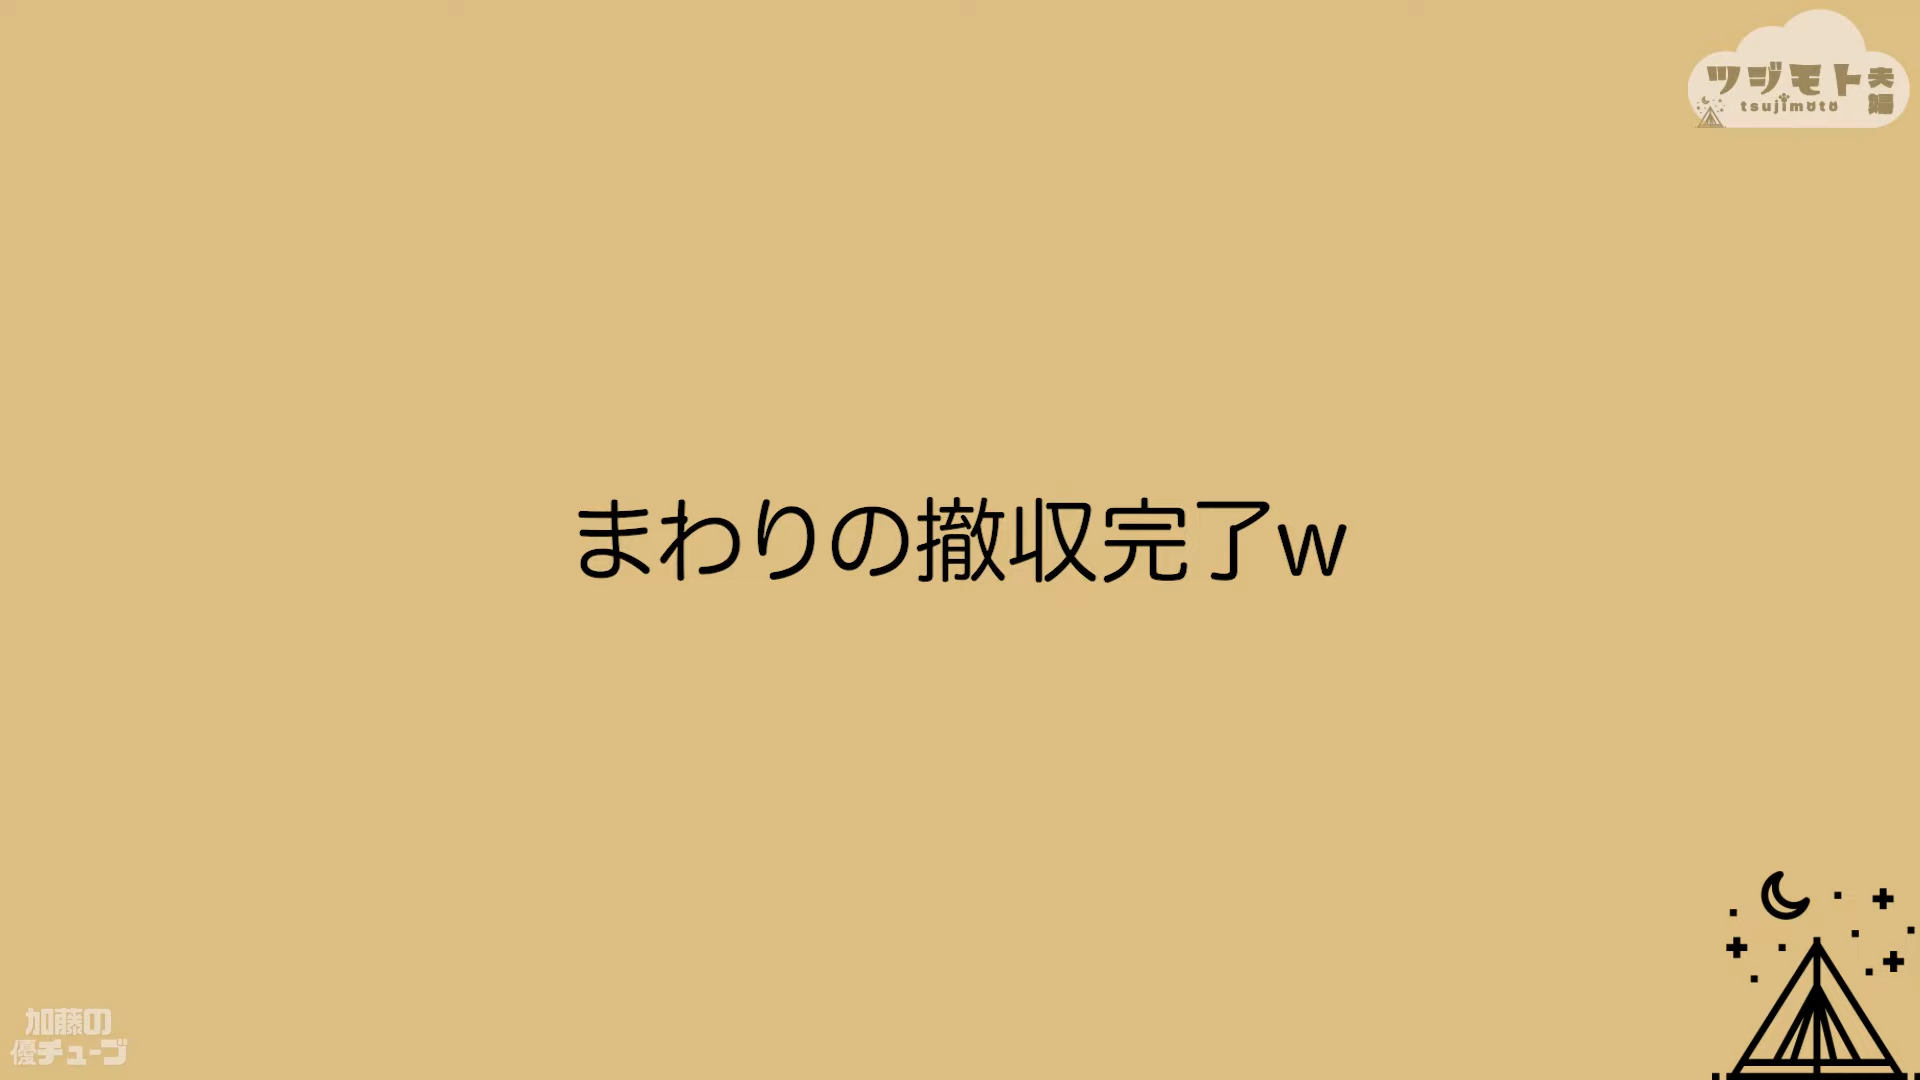 ツジモト夫婦
tsujimoto
まわりの撤収完了w
加藤の
優チューブ